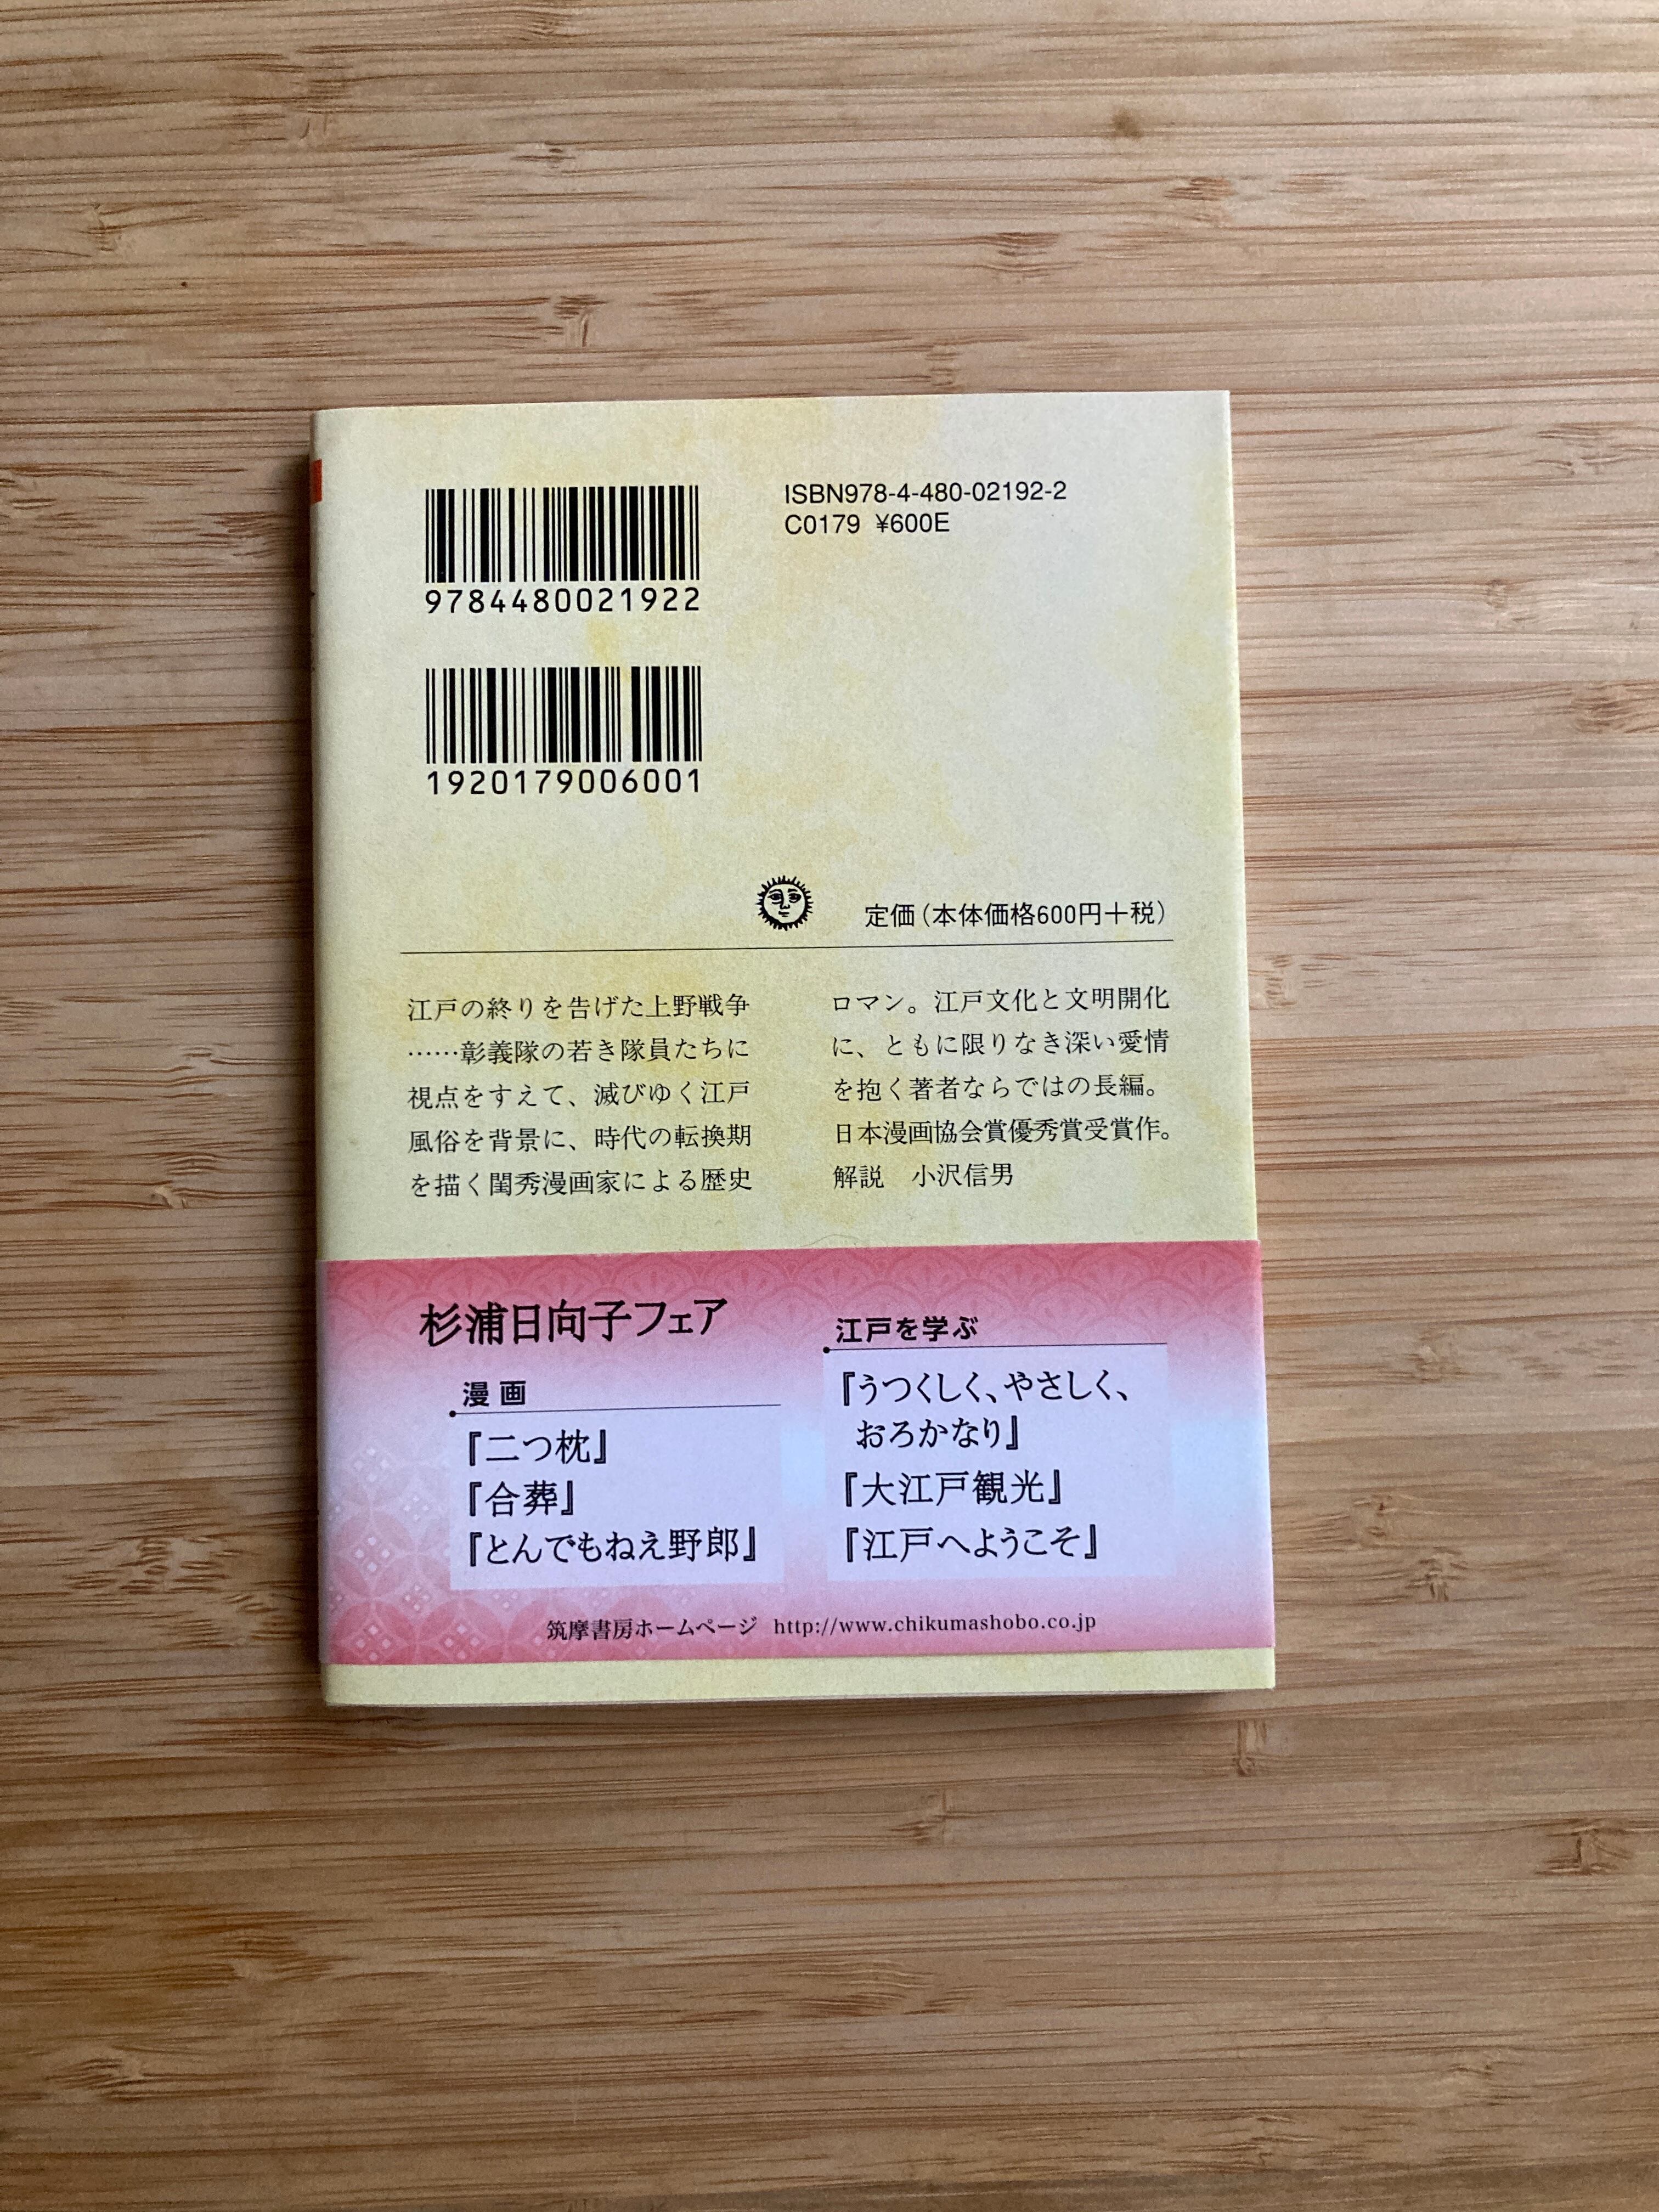 ISBN978-4-480-02192-2
C0179 ¥600E
9784480021922
1920179006001
定価(本体価格600円+税)
江戸の終りを告げた上野戦争
……彰義隊の若き隊員たちに
視点をすえて、滅びゆく江戸
風俗を背景に、時代の転換期
を描く閨秀漫画家による歴史
ロマン。江戸文化と文明開化
に、ともに限りなき深い愛情
を抱く著者ならではの長編。
日本漫画協会賞優秀賞受賞作。
解説 小沢信男
杉浦日向子フェア
漫画
『二つ枕』
『合葬』
『とんでもねえ野郎』
江戸を学ぶ
『うつくしく、やさしく、
おろかなり』
『大江戸観光』
『江戸へようこそ』
筑摩書房ホームページ http://www.chikumashobo.co.jp